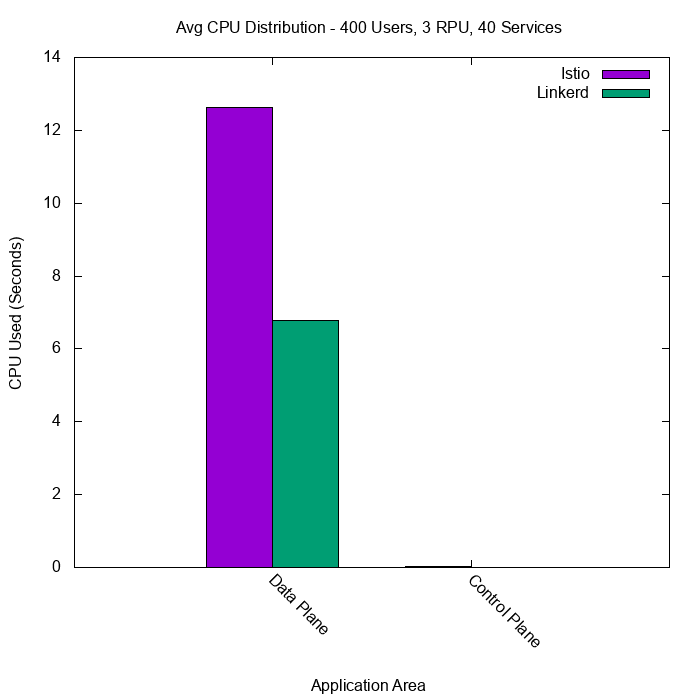 Avg CPU Distribution - 400 Users, 3 RPU, 40 Services
Istio
Linkerd
14
12
10
8
6
4
2
0
CPU Used (Seconds)
Data Plane
Control Plane
Application Area